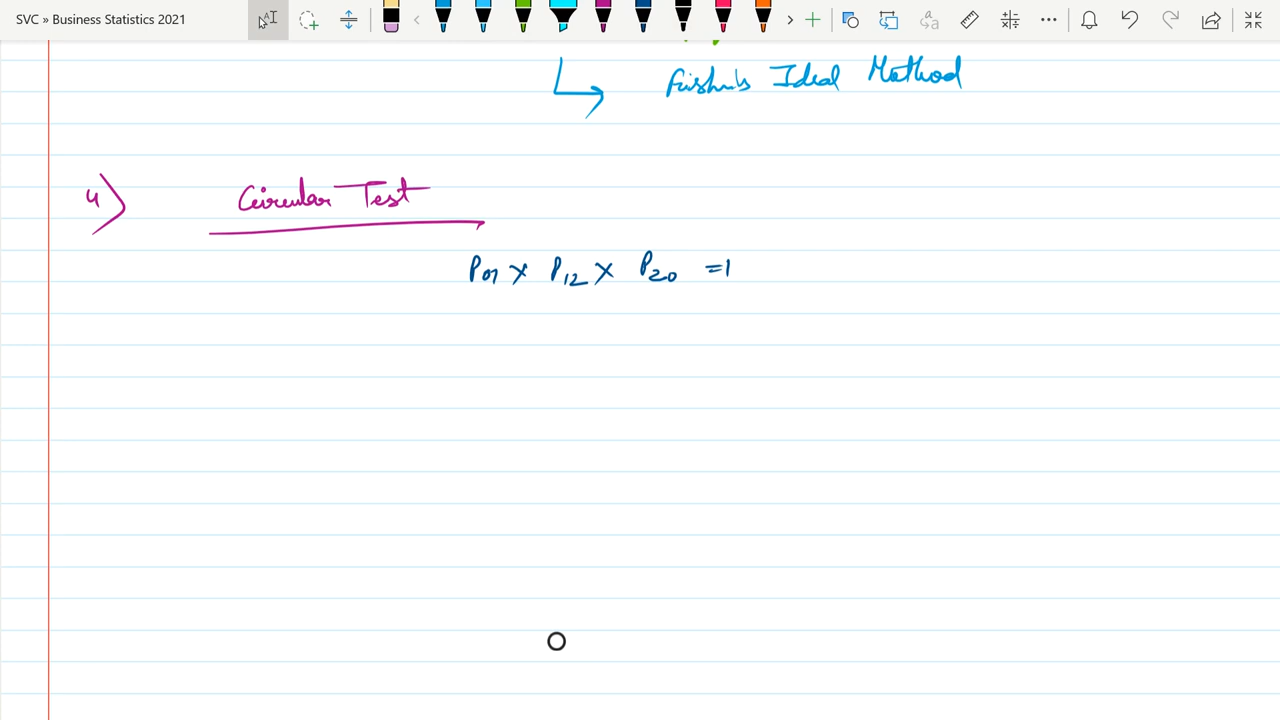 SVC » Business Statistics 2021
Fisher's Ideal Method
4) Circular Test
P01 × P12 × P20 =1